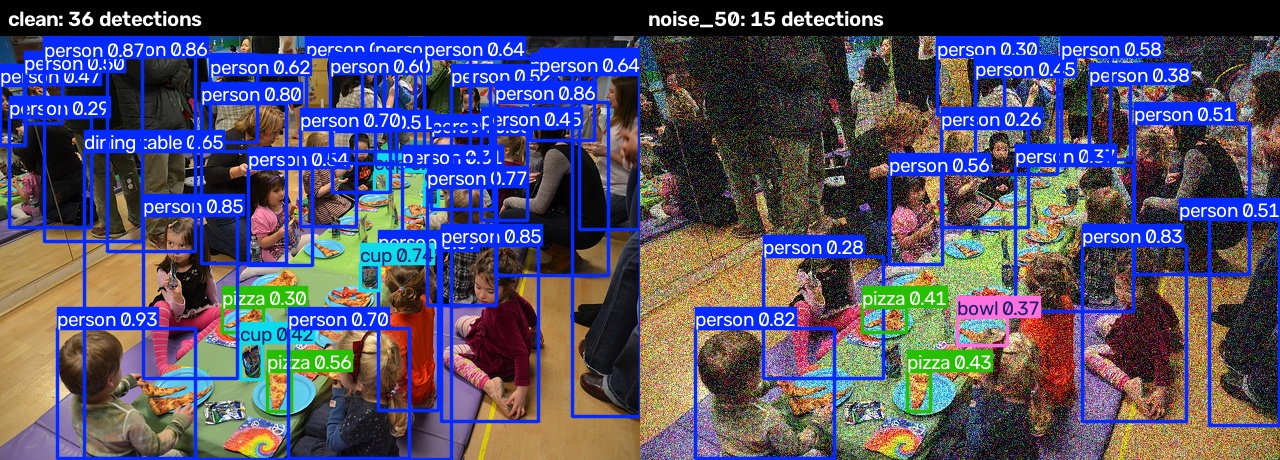 clean: 36 detections
noise_50: 15 detections
person 0.87
0.86
person 0.64
person 0.30
person 0.58
person 0.50
person 0.62
person 0.60
person 0.64
person 0.45
person 0.38
0.47
person 0.80
person 0.86
person 0.29
person 0.70
person 0.45
person 0.26
person 0.51
dining table 0.65
person 0.54
person 0.31
person 0.56
person 0.37
person 0.77
person 0.85
person 0.51
person 0.85
person 0.83
cup 0.74
person 0.28
pizza 0.30
pizza 0.41
bowl 0.37
person 0.93
person 0.70
person 0.82
cup 0.42
pizza 0.56
pizza 0.43